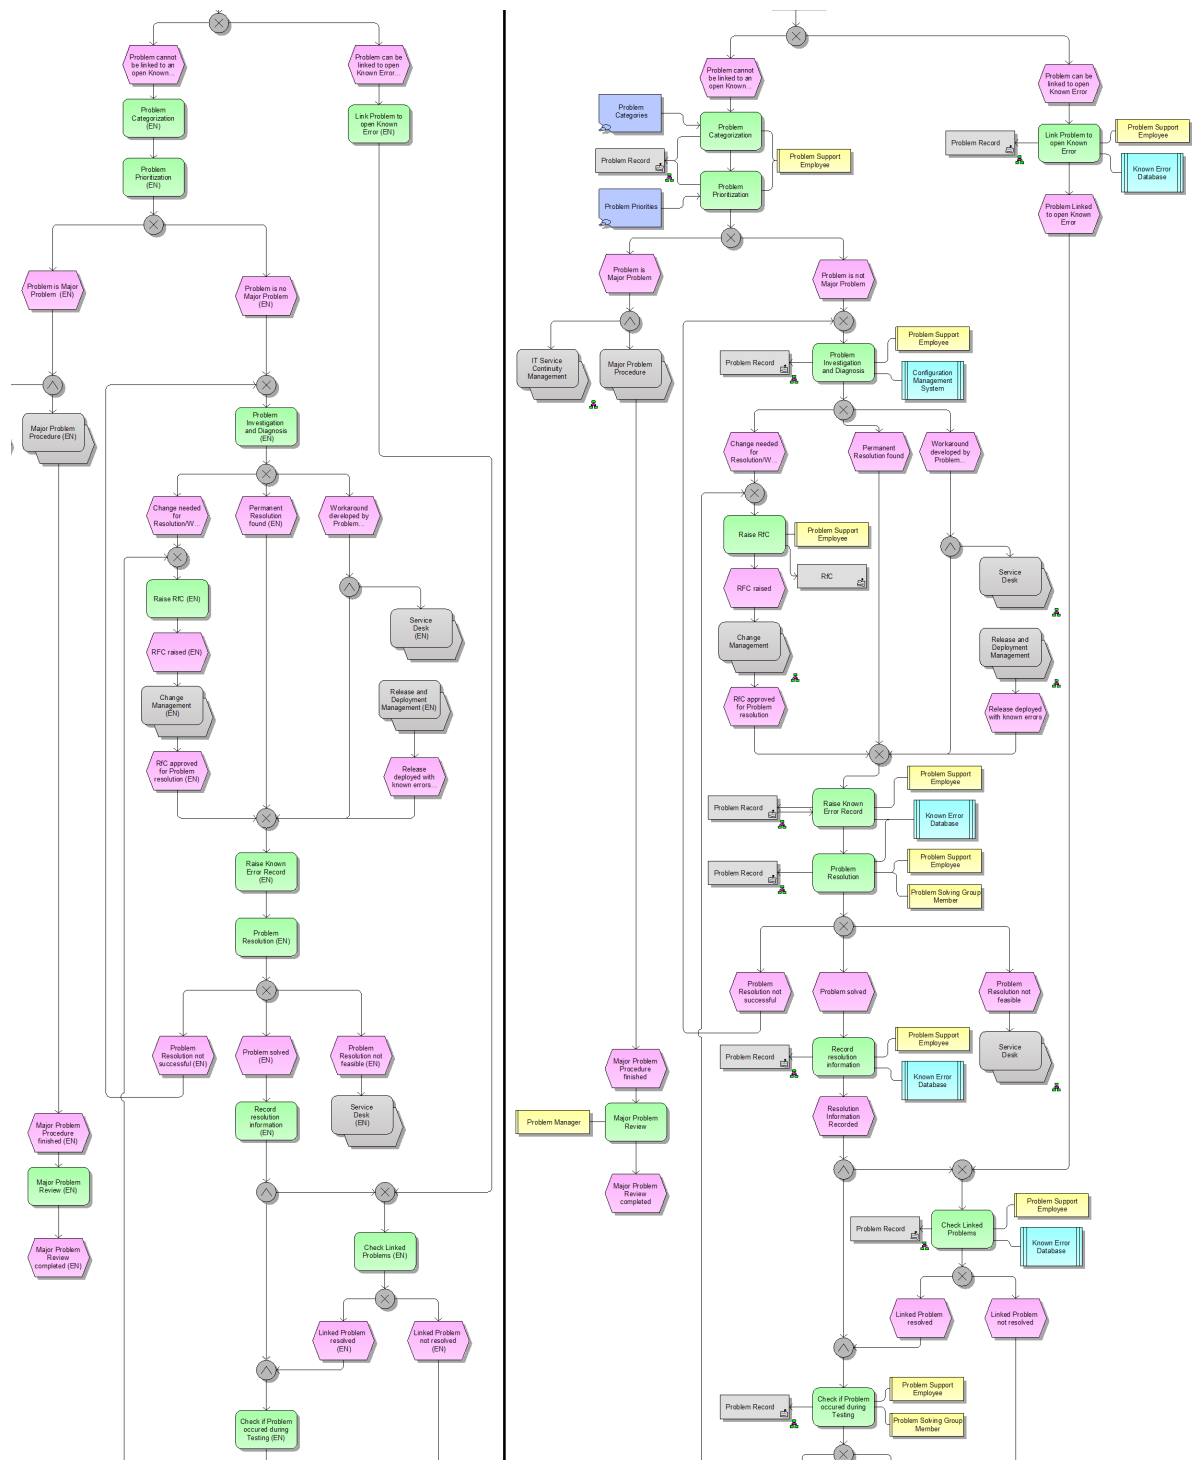 Problem cannot
be linked to an
open Known...
Problem can be
linked to open
Known Error...
Problem
Categorization
(EN)
Link Problem to
open Known
Error (EN)
Problem
Prioritization
(EN)
Problem is Major
Problem (EN)
Problem is no
Major Problem
(EN)
Major Problem
Procedure (EN)
Problem
Investigation
and Diagnosis
(EN)
Change needed
for
Resolution/W...
Permanent
Resolution
found (EN)
Workaround
developed by
Problem...
Raise RfC (EN)
Service
Desk
(EN)
RFC raised (EN)
Change
Management
(EN)
Release and
Deployment
Management (EN)
RfC approved
for Problem
resolution (EN)
Release
deployed with
known errors...
Raise Known
Error Record
(EN)
Problem
Resolution (EN)
Problem
Resolution not
successful (EN)
Problem solved
(EN)
Problem
Resolution not
feasible (EN)
Record
resolution
information
(EN)
Service
Desk
(EN)
Major Problem
Procedure
finished (EN)
Major Problem
Review (EN)
Major Problem
Review
completed (EN)
Check Linked
Problems (EN)
Linked Problem
resolved
(EN)
Linked Problem
not resolved
(EN)
Check if Problem
occured during
Testing (EN)
Problem cannot
be linked to an
open Known...
Problem can be
linked to open
Known Error
Problem
Categories
Problem
Categorization
Problem Record
Problem Support
Employee
Problem
Prioritization
Problem Priorities
Problem Record
Link Problem to
open Known
Error
Problem Support
Employee
Known Error
Database
Problem Linked
to open Known
Error
Problem is
Major Problem
Problem is not
Major Problem
IT Service
Continuity
Management
Major Problem
Procedure
Problem Record
Problem
Investigation
and Diagnosis
Problem Support
Employee
Configuration
Management
System
Change needed
for
Resolution/W...
Permanent
Resolution found
Workaround
developed by
Problem...
Raise RfC
Problem Support
Employee
RfC
Service
Desk
RFC raised
Change
Management
Release and
Deployment
Management
RfC approved
for Problem
resolution
Release deployed
with known errors
Problem Record
Raise Known
Error Record
Problem Support
Employee
Known Error
Database
Problem Record
Problem
Resolution
Problem Support
Employee
Problem Solving Group
Member
Problem
Resolution not
successful
Problem solved
Problem
Resolution not
feasible
Problem Record
Record
resolution
information
Problem Support
Employee
Known Error
Database
Service
Desk
Major Problem
Procedure
finished
Resolution
Information
Recorded
Problem Manager
Major Problem
Review
Major Problem
Review
completed
Problem Record
Check Linked
Problems
Problem Support
Employee
Known Error
Database
Linked Problem
resolved
Linked Problem
not resolved
Problem Record
Check if Problem
occured during
Testing
Problem Support
Employee
Problem Solving Group
Member